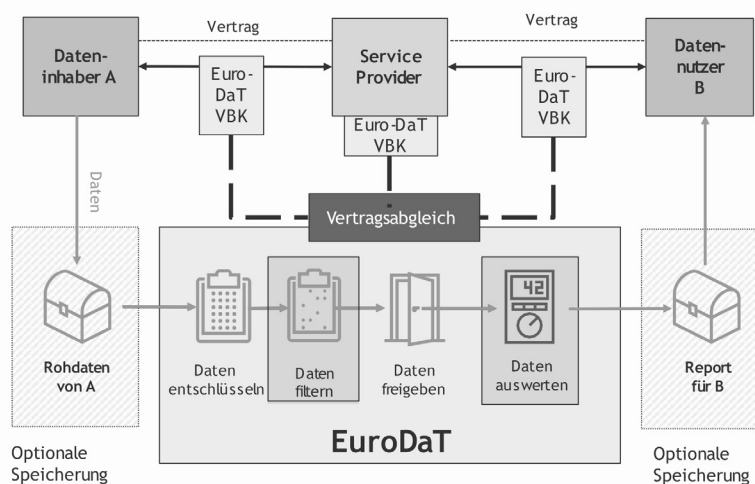 Vertrag
Vertrag
Daten-
inhaber A
Service
Provider
Daten-
nutzer
B
Euro-
DaT
VBK
Euro-DaT
VBK
Euro-
DaT
VBK
Daten
Vertragsabgleich
42
Rohdaten
von A
Daten
entschlüseln
Daten
filtern
Daten
freigeben
Daten
auswerten
Report
für B
EuroDaT
Optionale
Speicherung
Optionale
Speicherung